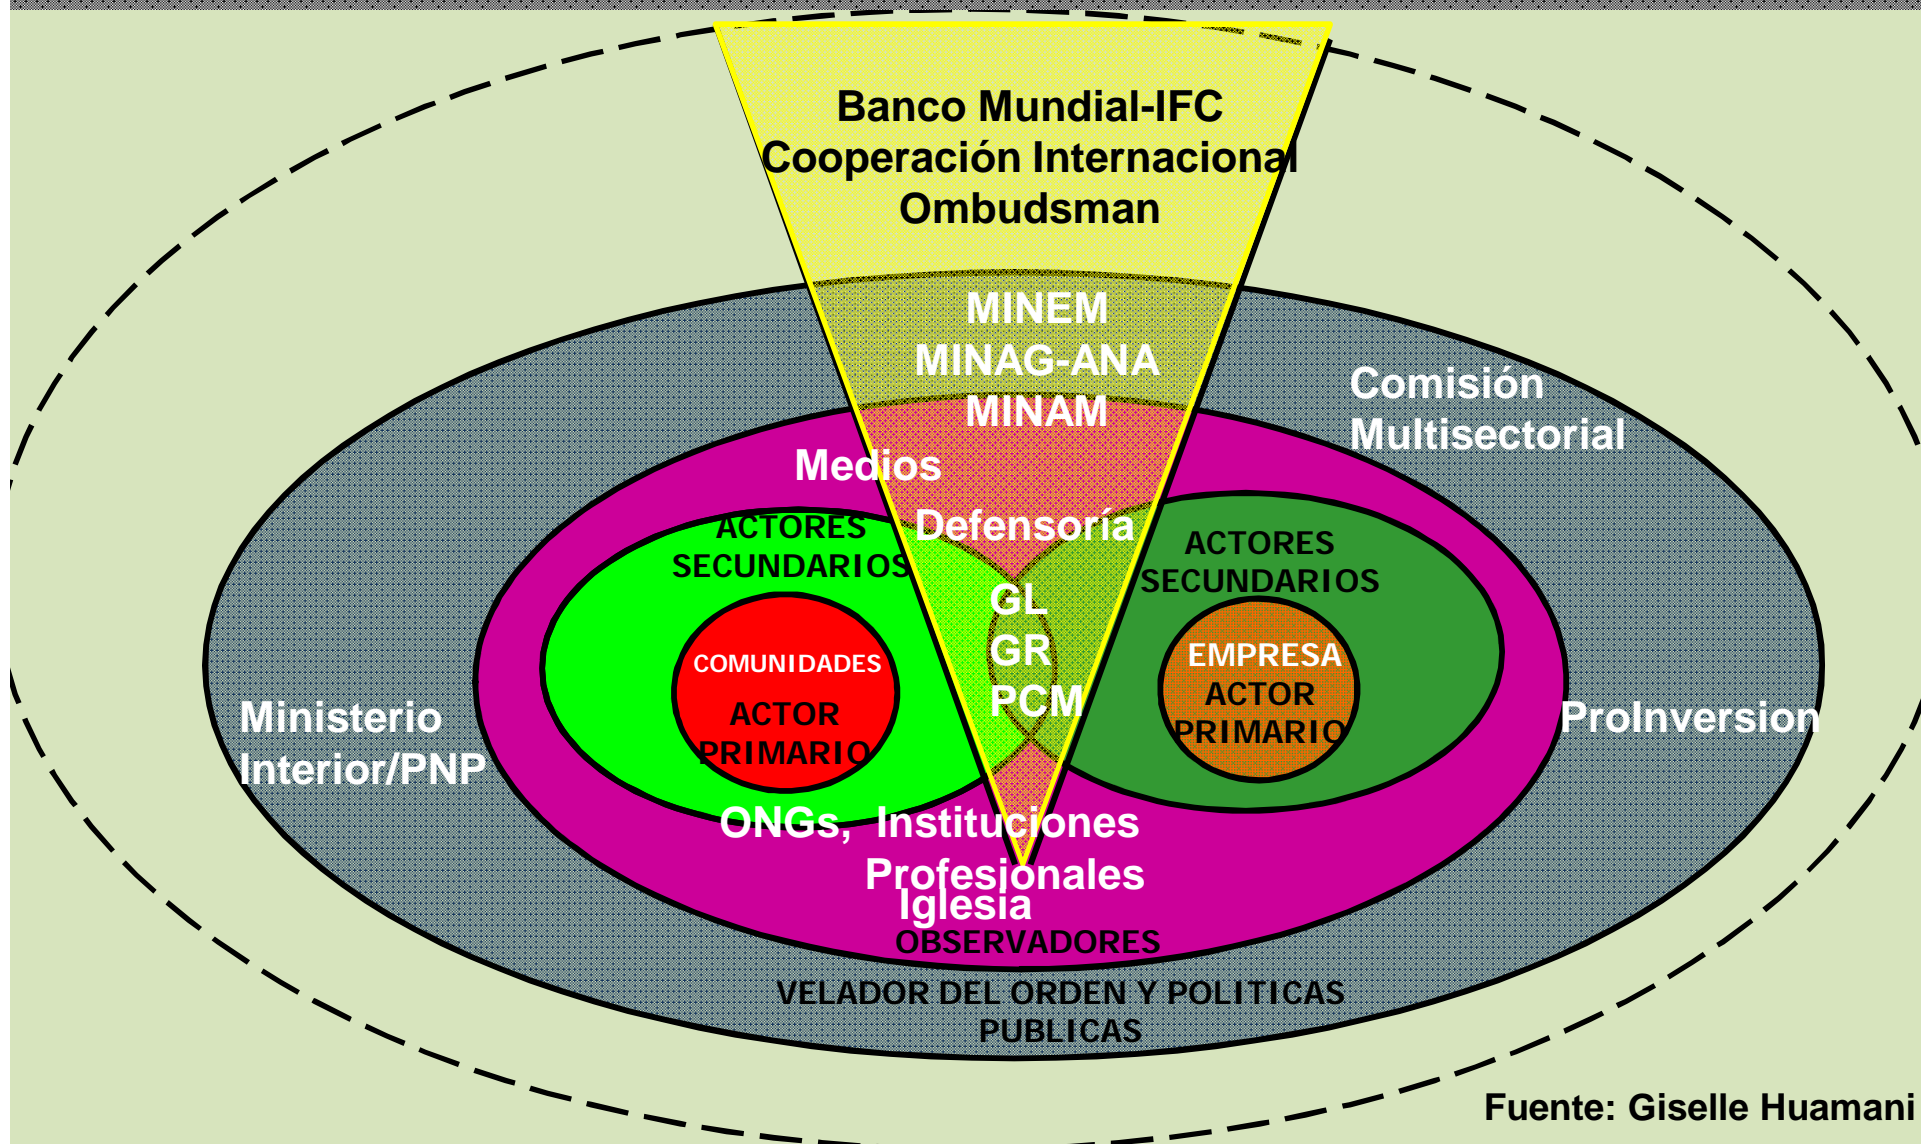 Banco Mundial-IFC
Cooperación Internacional
Ombudsman
MINEM
MINAG-ANA
MINAM
Comisión
Multisectorial
Medios
Defensoría
ACTORES
SECUNDARIOS
ACTORES
SECUNDARIOS
GL
GR
PCM
COMUNIDADES
ACTOR
PRIMARIO
EMPRESA
ACTOR
PRIMARIO
Ministerio
Interior/PNP
ProInversion
ONGs, Instituciones
Profesionales
Iglesia
OBSERVADORES
VELADOR DEL ORDEN Y POLITICAS
PUBLICAS
Fuente: Giselle Huamani